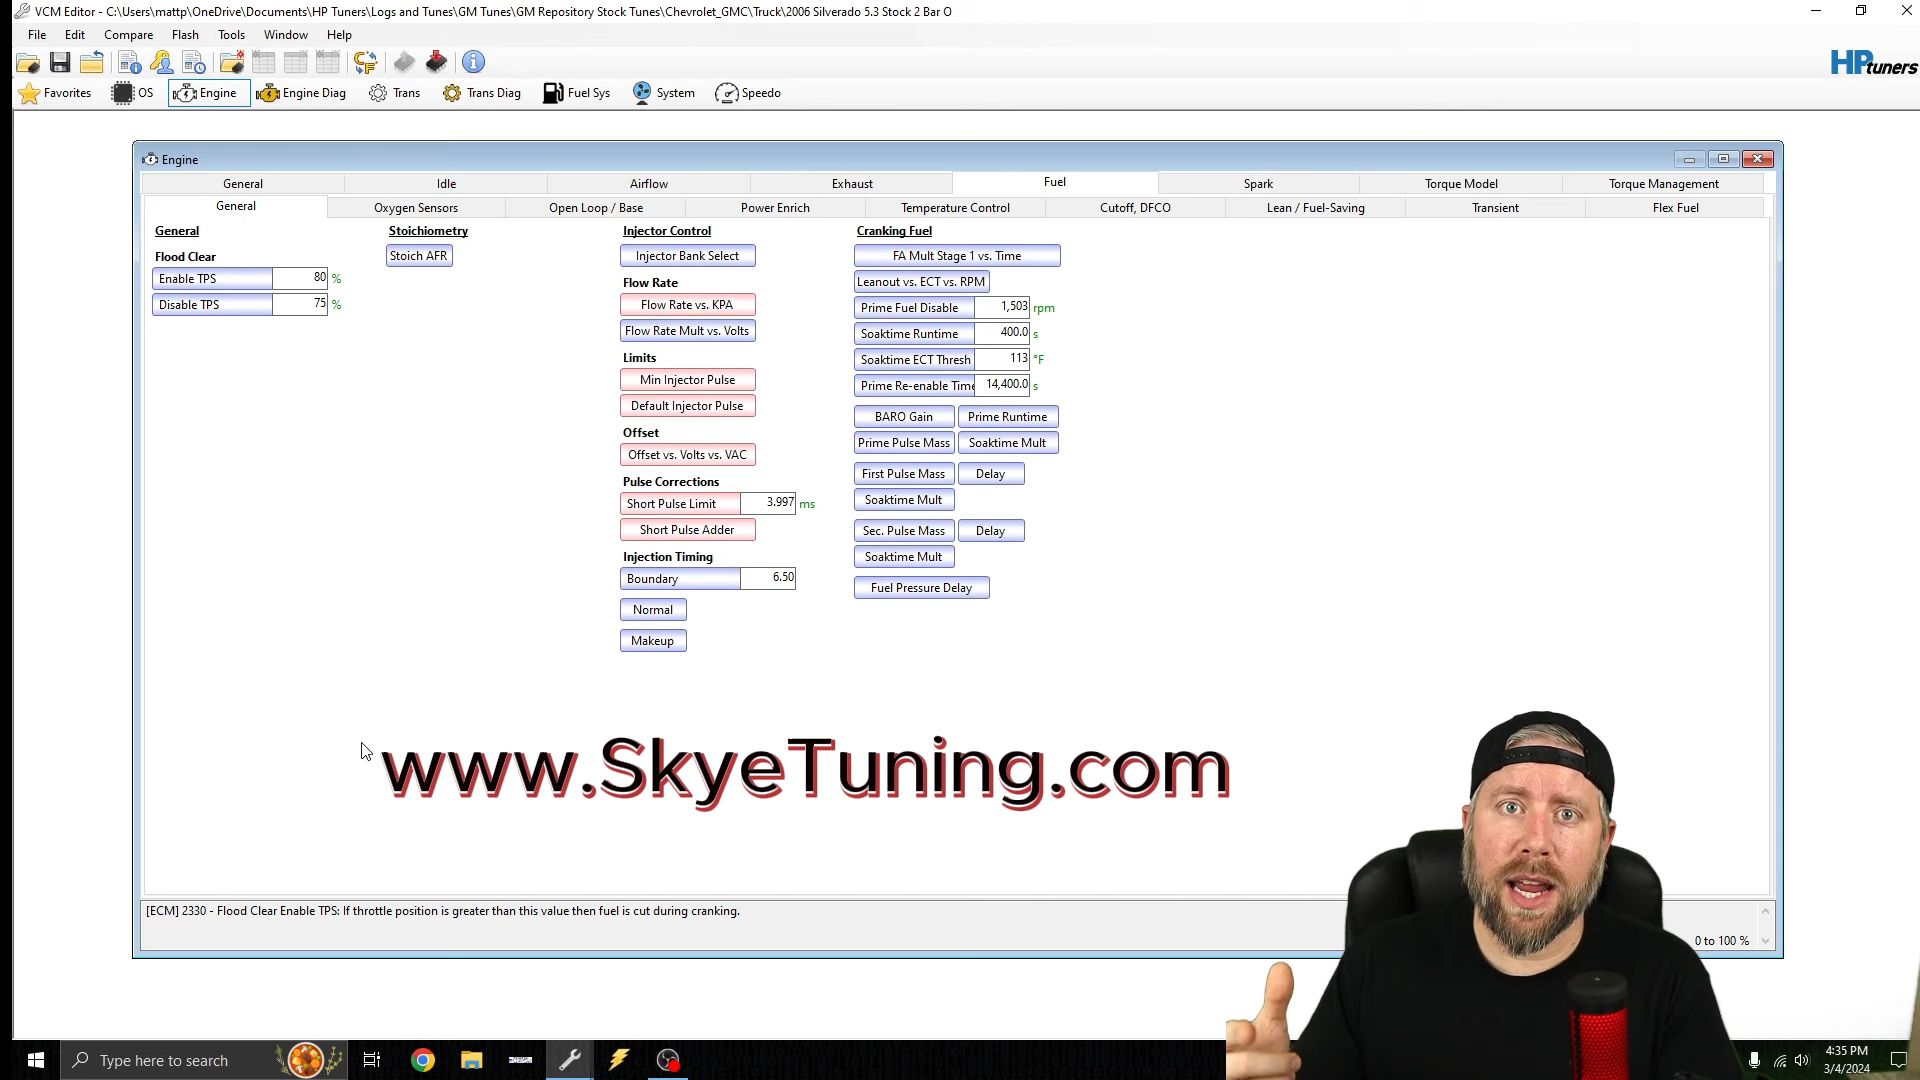 VCM Editor - C:\Users\mattp\OneDrive\Documents\HP Tuners\Logs and Tunes\GM Tunes\GM Repository Stock Tunes\Chevrolet_GMC\Truck\2006 Silverado 5.3 Stock 2 Bar O
File Edit Compare Flash Tools Window Help
HP tuners
Favorites OS Engine Engine Diag Trans Trans Diag Fuel Sys System Speedo
Engine
General Idle Airflow Exhaust Fuel Spark Torque Model Torque Management
General Oxygen Sensors Open Loop / Base Power Enrich Temperature Control Cutoff, DFCO Lean / Fuel-Saving Transient Flex Fuel
General
Flood Clear
Enable TPS 80 %
Disable TPS 75 %
Stoichiometry
Stoich AFR
Injector Control
Injector Bank Select
Flow Rate
Flow Rate vs. KPA
Flow Rate Mult vs. Volts
Limits
Min Injector Pulse
Default Injector Pulse
Offset
Offset vs. Volts vs. VAC
Pulse Corrections
Short Pulse Limit 3.997 ms
Short Pulse Adder
Injection Timing
Boundary 6.50
Normal
Makeup
Cranking Fuel
FA Mult Stage 1 vs. Time
Leanout vs. ECT vs. RPM
Prime Fuel Disable 1,503 rpm
Soaktime Runtime 400.0 s
Soaktime ECT Thresh 113 °F
Prime Re-enable Time 14,400.0 s
BARO Gain Prime Runtime
Prime Pulse Mass Soaktime Mult
First Pulse Mass Delay
Soaktime Mult
Sec. Pulse Mass Delay
Soaktime Mult
Fuel Pressure Delay
www.SkyeTuning.com
[ECM] 2330 - Flood Clear Enable TPS: If throttle position is greater than this value then fuel is cut during cranking.
0 to 100 %
Type here to search
4:35 PM
3/4/2024